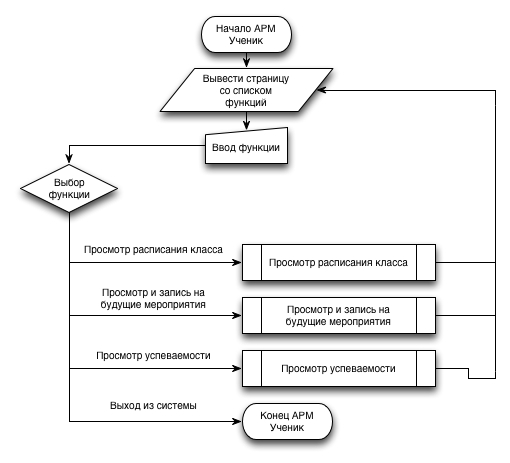 Начало АРМ
Ученик
Вывести страницу
со списком
функций
Ввод функции
Выбор
функции
Просмотр расписания класса
Просмотр расписания класса
Просмотр и запись на
будущие мероприятия
Просмотр и запись на
будущие мероприятия
Просмотр успеваемости
Просмотр успеваемости
Выход из системы
Конец АРМ
Ученик